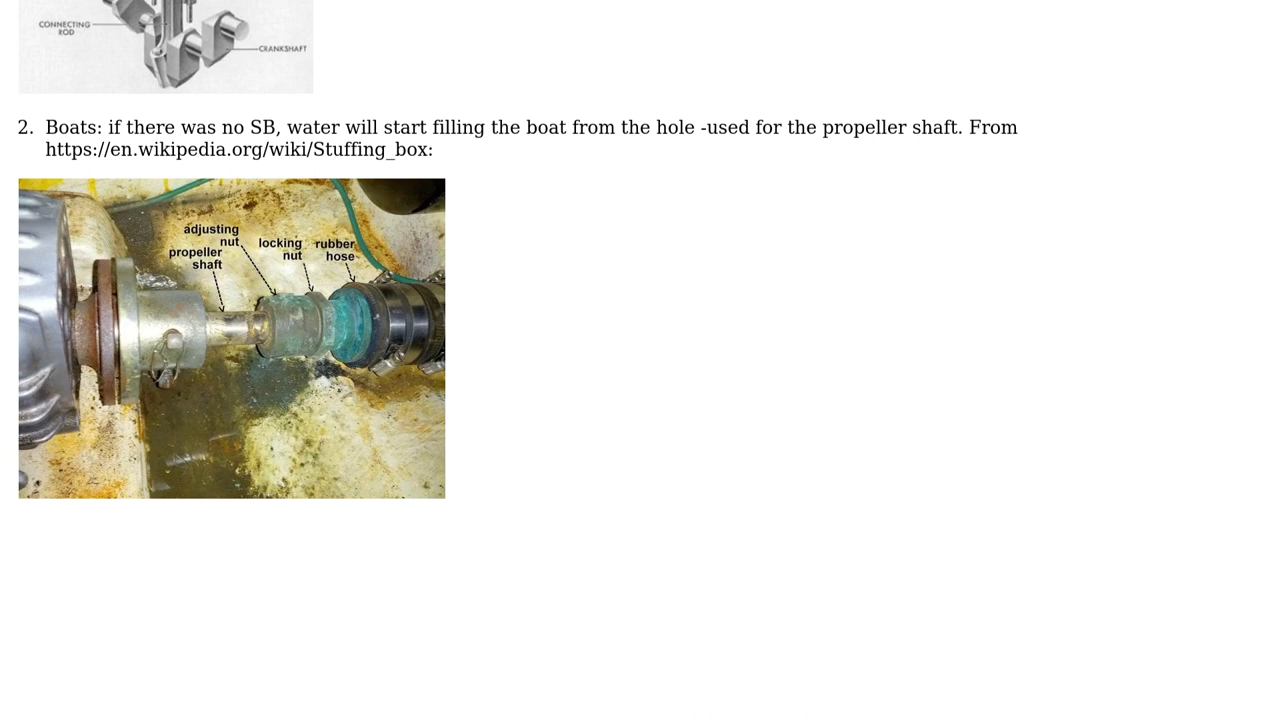 CONNECTING
ROD
CRANKSHAFT
2. Boats: if there was no SB, water will start filling the boat from the hole -used for the propeller shaft. From
https://en.wikipedia.org/wiki/Stuffing_box:
adjusting
nut
propeller
shaft
locking
nut
rubber
hose